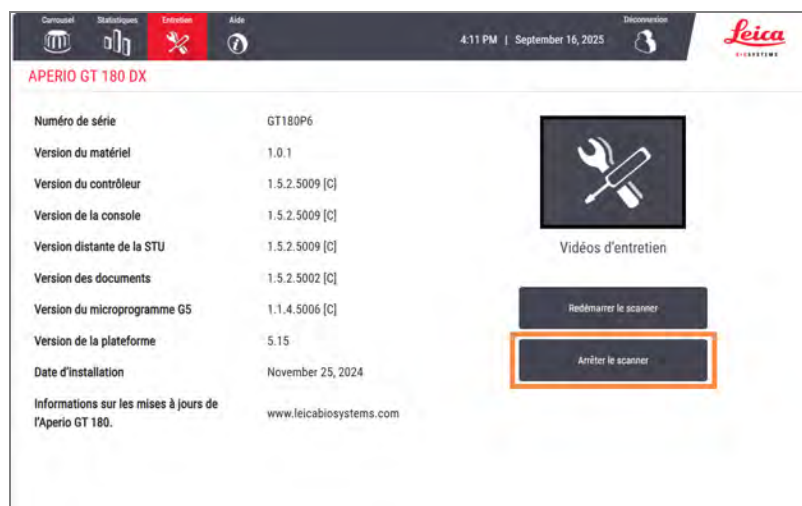 Carrousel Statistiques Entretien Aide Déconnexion
4:11 PM | September 16, 2025
Leica
BIOSYSTEMS
APERIO GT 180 DX
Numéro de série GT180P6
Version du matériel 1.0.1
Version du contrôleur 1.5.2.5009 [C]
Version de la console 1.5.2.5009 [C]
Version distante de la STU 1.5.2.5009 [C]
Version des documents 1.5.2.5002 [C]
Version du microprogramme G5 1.1.4.5006 [C]
Version de la plateforme 5.15
Date d'installation November 25, 2024
Informations sur les mises à jours de
l'Aperio GT 180. www.leicabiosystems.com
Vidéos d'entretien
Redémarrer le scanner
Arrêter le scanner